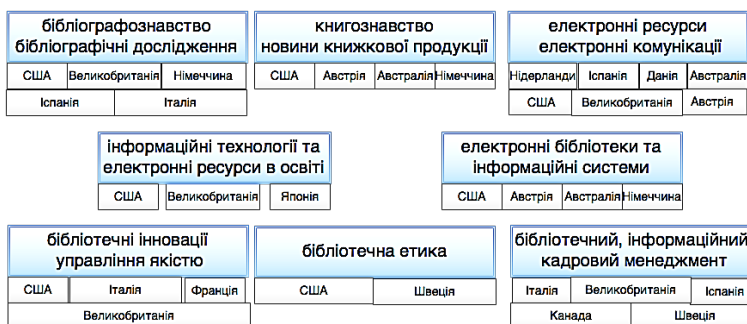 бібліографознавство
бібліографічні дослідження
США Великобританія Німеччина
Іспанія Італія
книгознавство
новини книжкової продукції
США Австрія Австралія Німеччина
електронні ресурси
електронні комунікації
Нідерланди Іспанія Данія Австралія
США Великобританія Австрія
інформаційні технології та
електронні ресурси в освіті
США Великобританія Японія
електронні бібліотеки та
інформаційні системи
США Австрія Австралія Німеччина
бібліотечні інновації
управління якістю
США Італія Франція
Великобританія
бібліотечна етика
США Швеція
бібліотечний, інформаційний
кадровий менеджмент
Італія Великобританія Іспанія
Канада Швеція